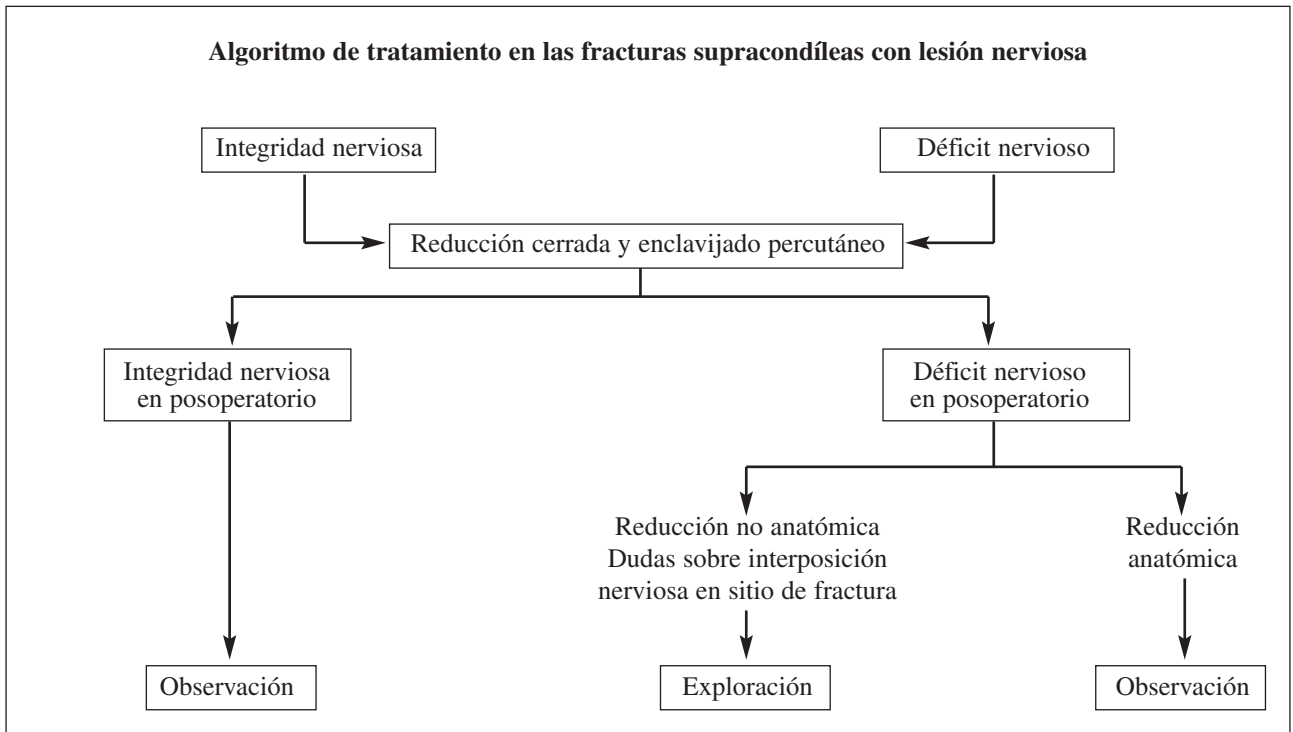 Algoritmo de tratamiento en las fracturas supracondíleas con lesión nerviosa
Integridad nerviosa
Déficit nervioso
Reducción cerrada y enclavijado percutáneo
Integridad nerviosa
en posoperatorio
Déficit nervioso
en posoperatorio
Reducción no anatómica
Dudas sobre interposición
nerviosa en sitio de fractura
Reducción
anatómica
Observación
Exploración
Observación